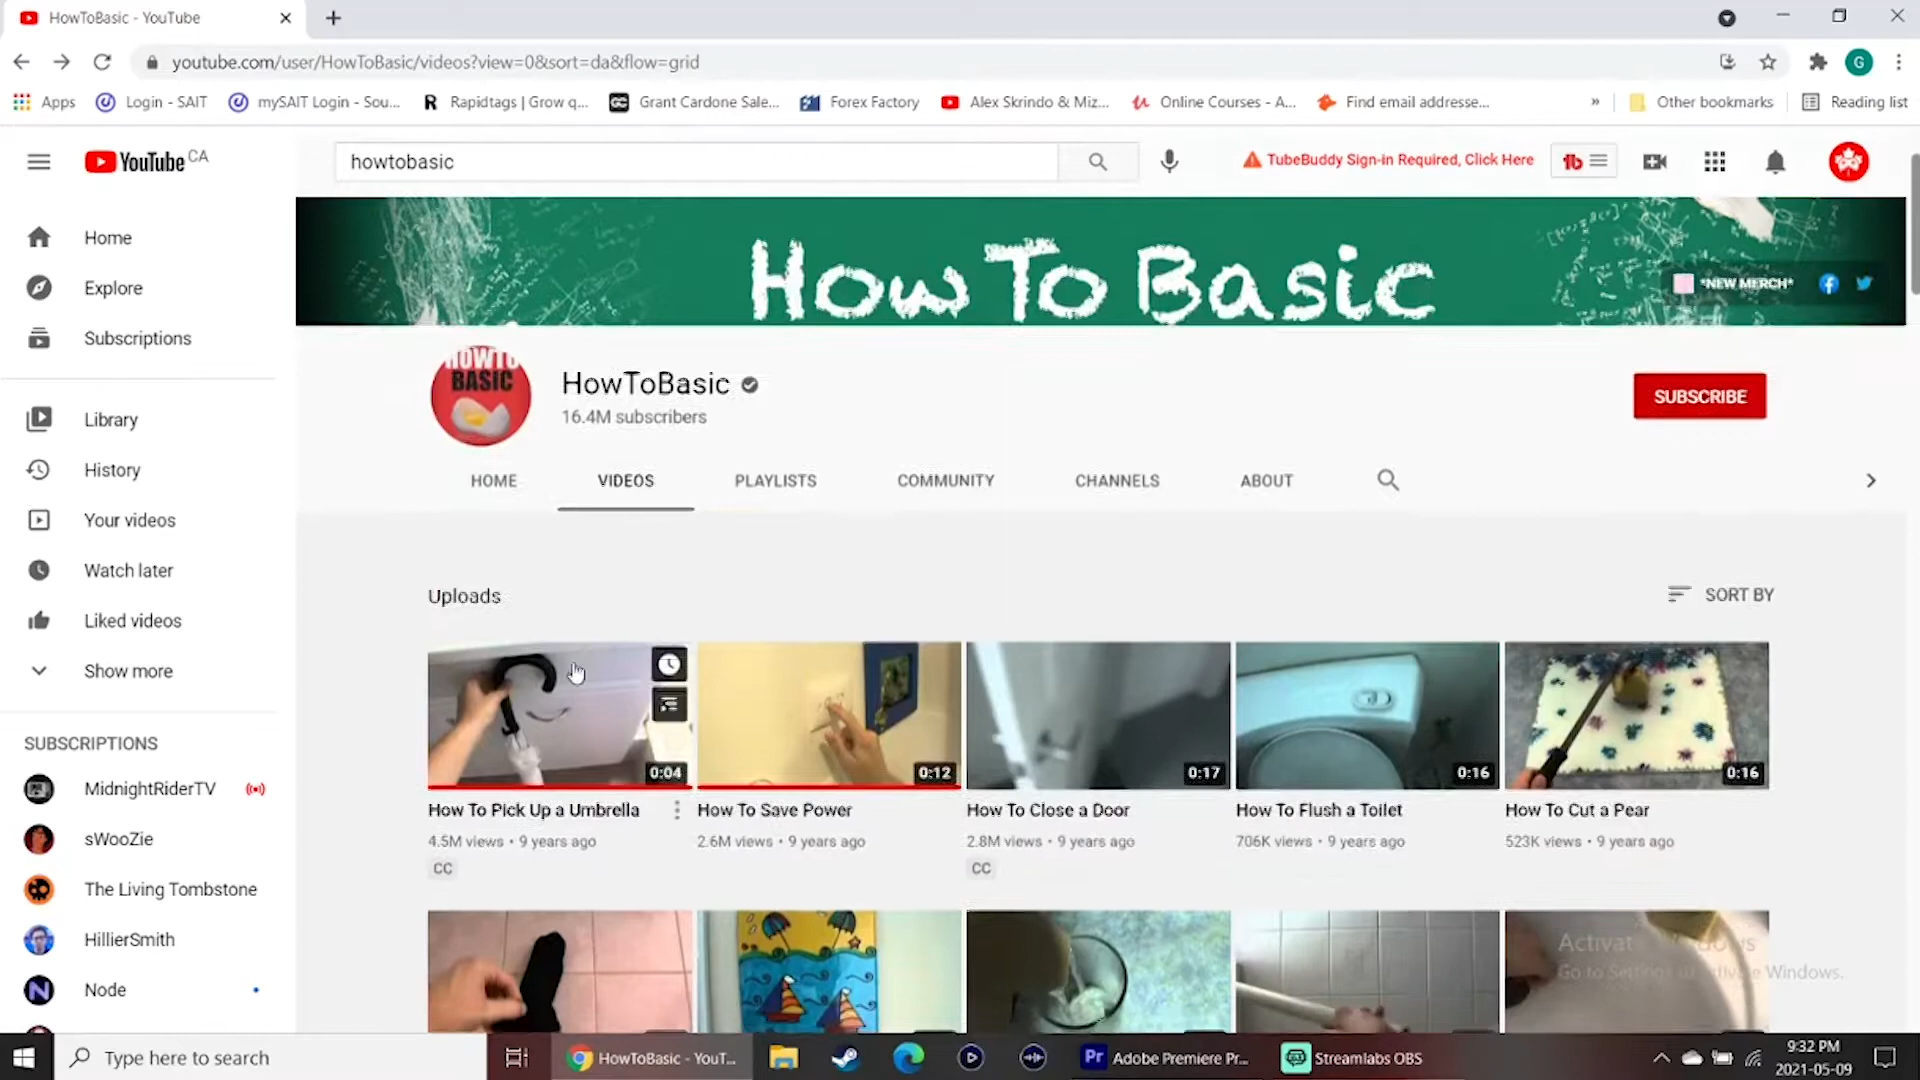 HowToBasic - YouTube
youtube.com/user/HowToBasic/videos?view=0&sort=da&flow=grid
G
Apps
Login - SAIT
mySAIT Login - Sou...
R Rapidtags | Grow q...
GC Grant Cardone Sale...
Forex Factory
Alex Skrindo & Miz...
Online Courses - A...
Find email addresse...
»
Other bookmarks
Reading list
YouTube CA
howtobasic
TubeBuddy Sign-in Required, Click Here
tb
How To Basic
*NEW MERCH*
Home
Explore
Subscriptions
Library
History
Your videos
Watch later
Liked videos
Show more
SUBSCRIPTIONS
MidnightRiderTV
sWooZie
The Living Tombstone
HillierSmith
Node
HOWTO
BASIC
HowToBasic
16.4M subscribers
SUBSCRIBE
HOME
VIDEOS
PLAYLISTS
COMMUNITY
CHANNELS
ABOUT
Uploads
SORT BY
0:04
0:12
0:17
0:16
0:16
How To Pick Up a Umbrella
4.5M views • 9 years ago
CC
How To Save Power
2.6M views • 9 years ago
How To Close a Door
2.8M views • 9 years ago
CC
How To Flush a Toilet
706K views • 9 years ago
How To Cut a Pear
523K views • 9 years ago
Type here to search
HowToBasic - YouT...
Pr Adobe Premiere Pr...
Streamlabs OBS
9:32 PM
2021-05-09